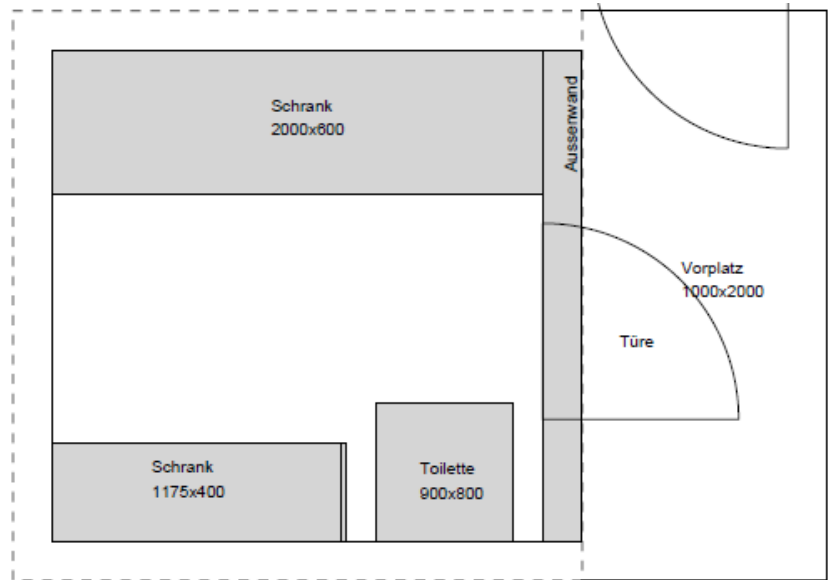 Schrank
2000x600
Aussenwand
Vorplatz
1000x2000
Türe
Schrank
1175x400
Toilette
900x800